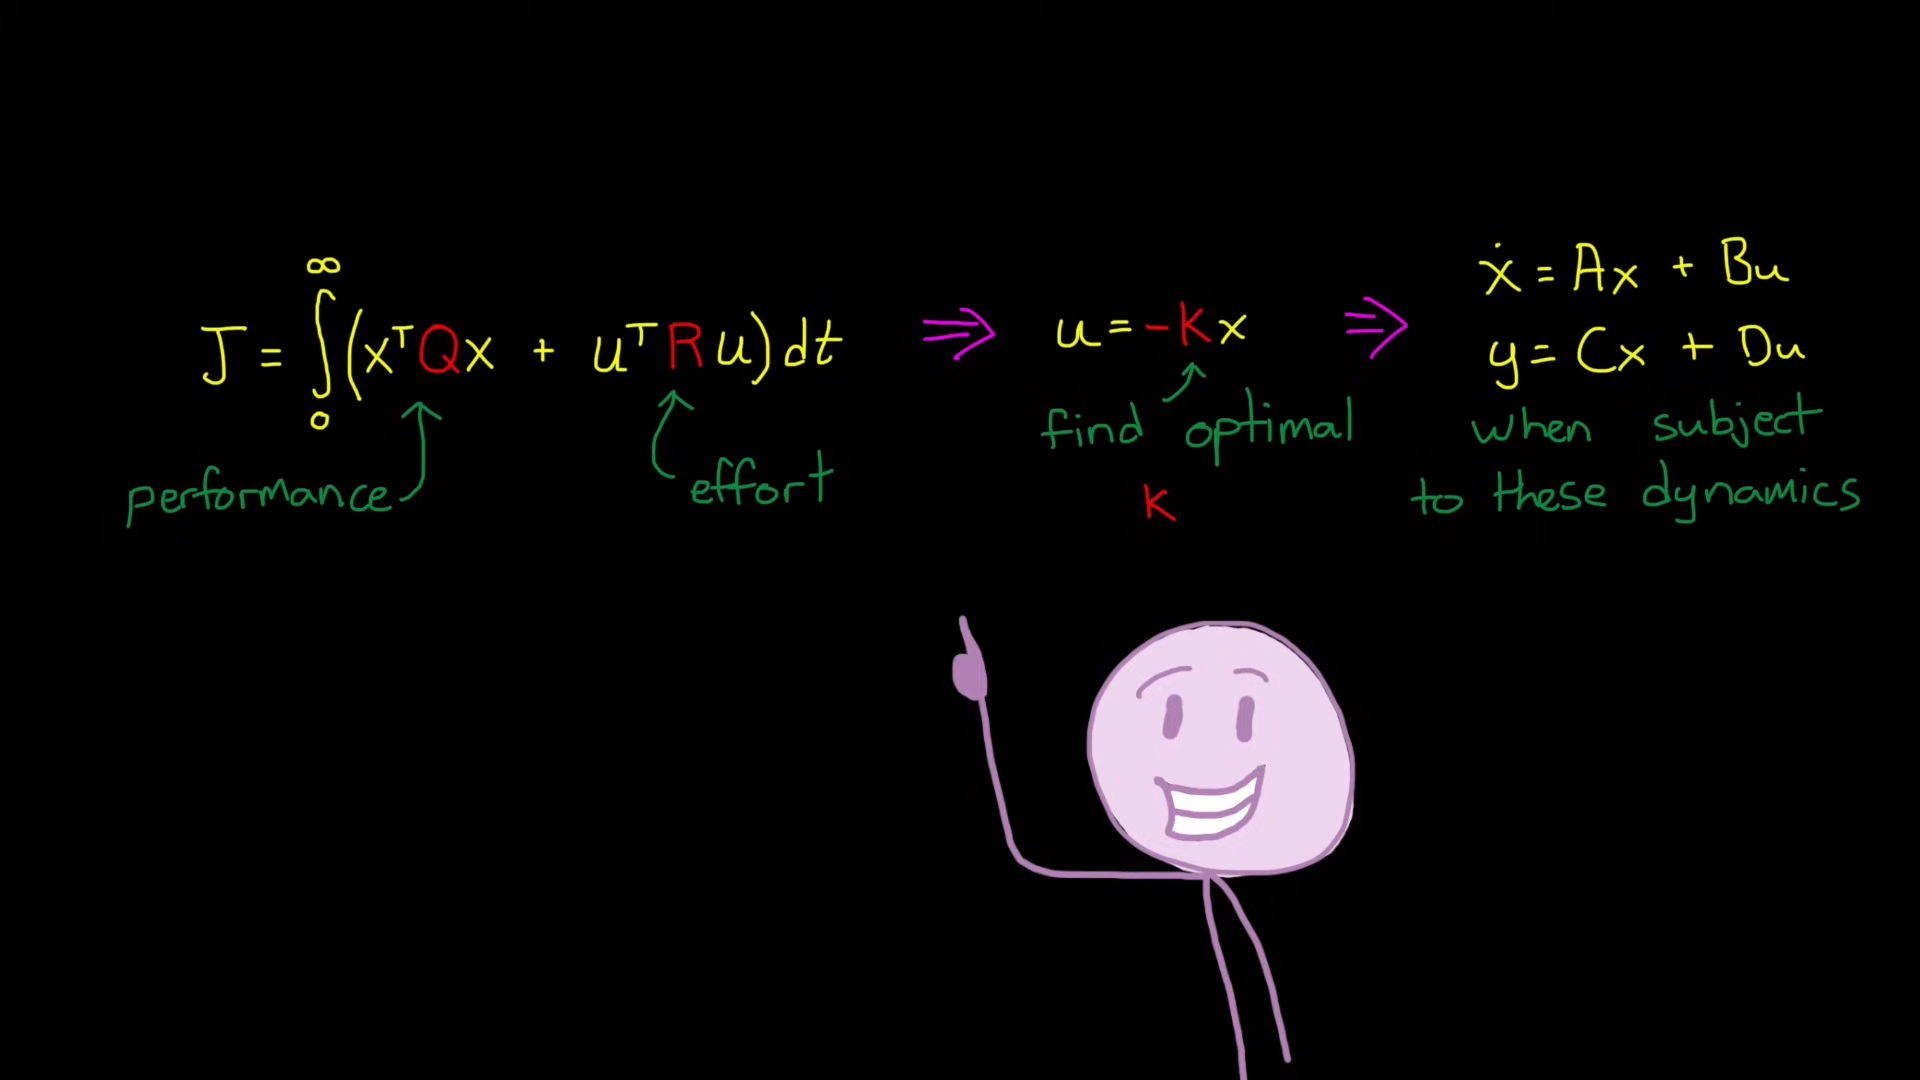 J = ∫₀^∞ (xᵀQx + uᵀRu) dt
performance
effort
⇒
u = -Kx
find optimal
K
⇒
ẋ = Ax + Bu
y = Cx + Du
when subject
to these dynamics